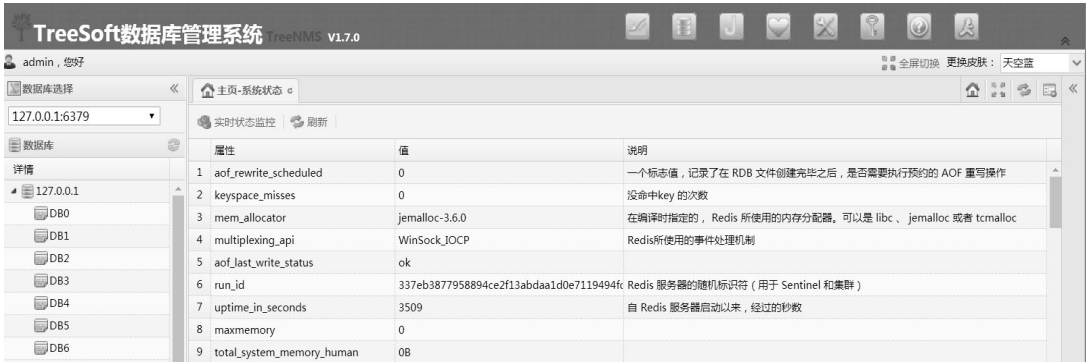 TreeSoft数据库管理系统 TreeNMS V1.7.0
admin，您好
全屏切换 更换皮肤： 天空蓝
数据库选择
主页-系统状态
127.0.0.1:6379
实时状态监控 刷新
数据库
属性 值 说明
详情
1 aof_rewrite_scheduled 0 一个标志值，记录了在 RDB 文件创建完毕之后，是否需要执行预约的 AOF 重写操作
127.0.0.1
2 keyspace_misses 0 没命中key 的次数
DB0
3 mem_allocator jemalloc-3.6.0 在编译时指定的， Redis 所使用的内存分配器。可以是 libc 、 jemalloc 或者 tcmalloc
DB1
4 multiplexing_api WinSock_IOCP Redis所使用的事件处理机制
DB2
5 aof_last_write_status ok
DB3
6 run_id 337eb3877958894ce2f13abdaa1d0e7119494fc Redis 服务器的随机标识符（用于 Sentinel 和集群）
DB4
7 uptime_in_seconds 3509 自 Redis 服务器启动以来，经过的秒数
DB5
8 maxmemory 0
DB6
9 total_system_memory_human 0B